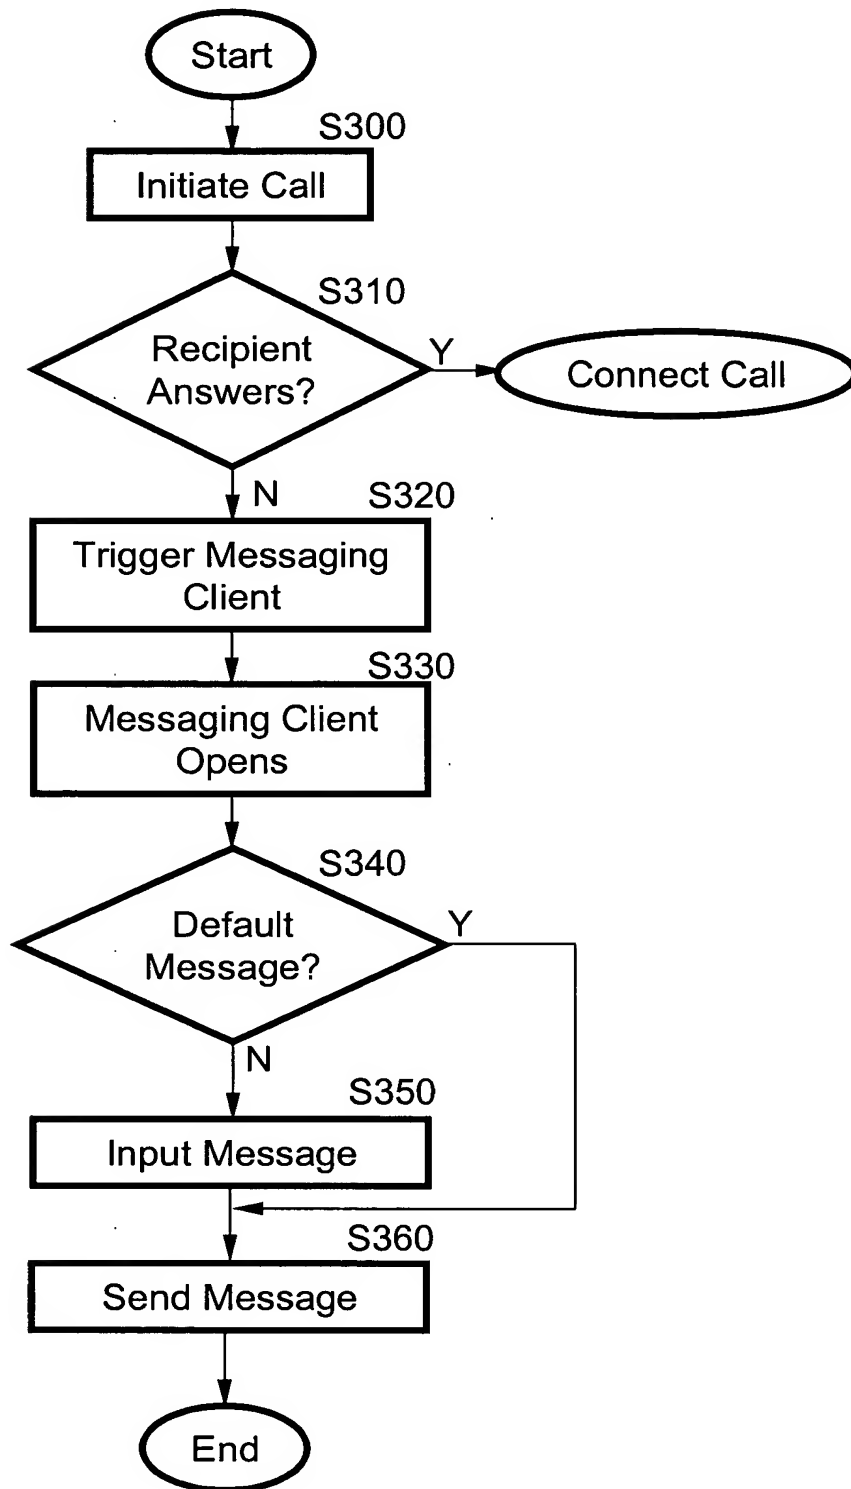 Start
S300
Initiate Call
S310
Recipient
Answers?
Y
Connect Call
N
S320
Trigger Messaging
Client
S330
Messaging Client
Opens
S340
Default
Message?
Y
N
S350
Input Message
S360
Send Message
End